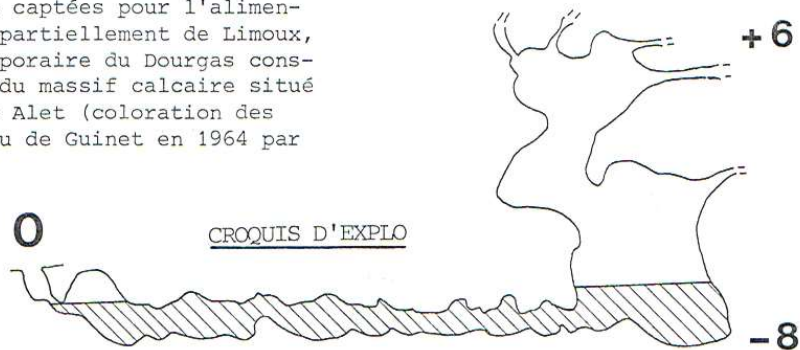 captées pour l'alimen-
partiellement de Limoux,
poraire du Dourgas cons-
du massif calcaire situé
Alet (coloration des
u de Guinet en 1964 par
+6
0
CROQUIS D'EXPLO
-8